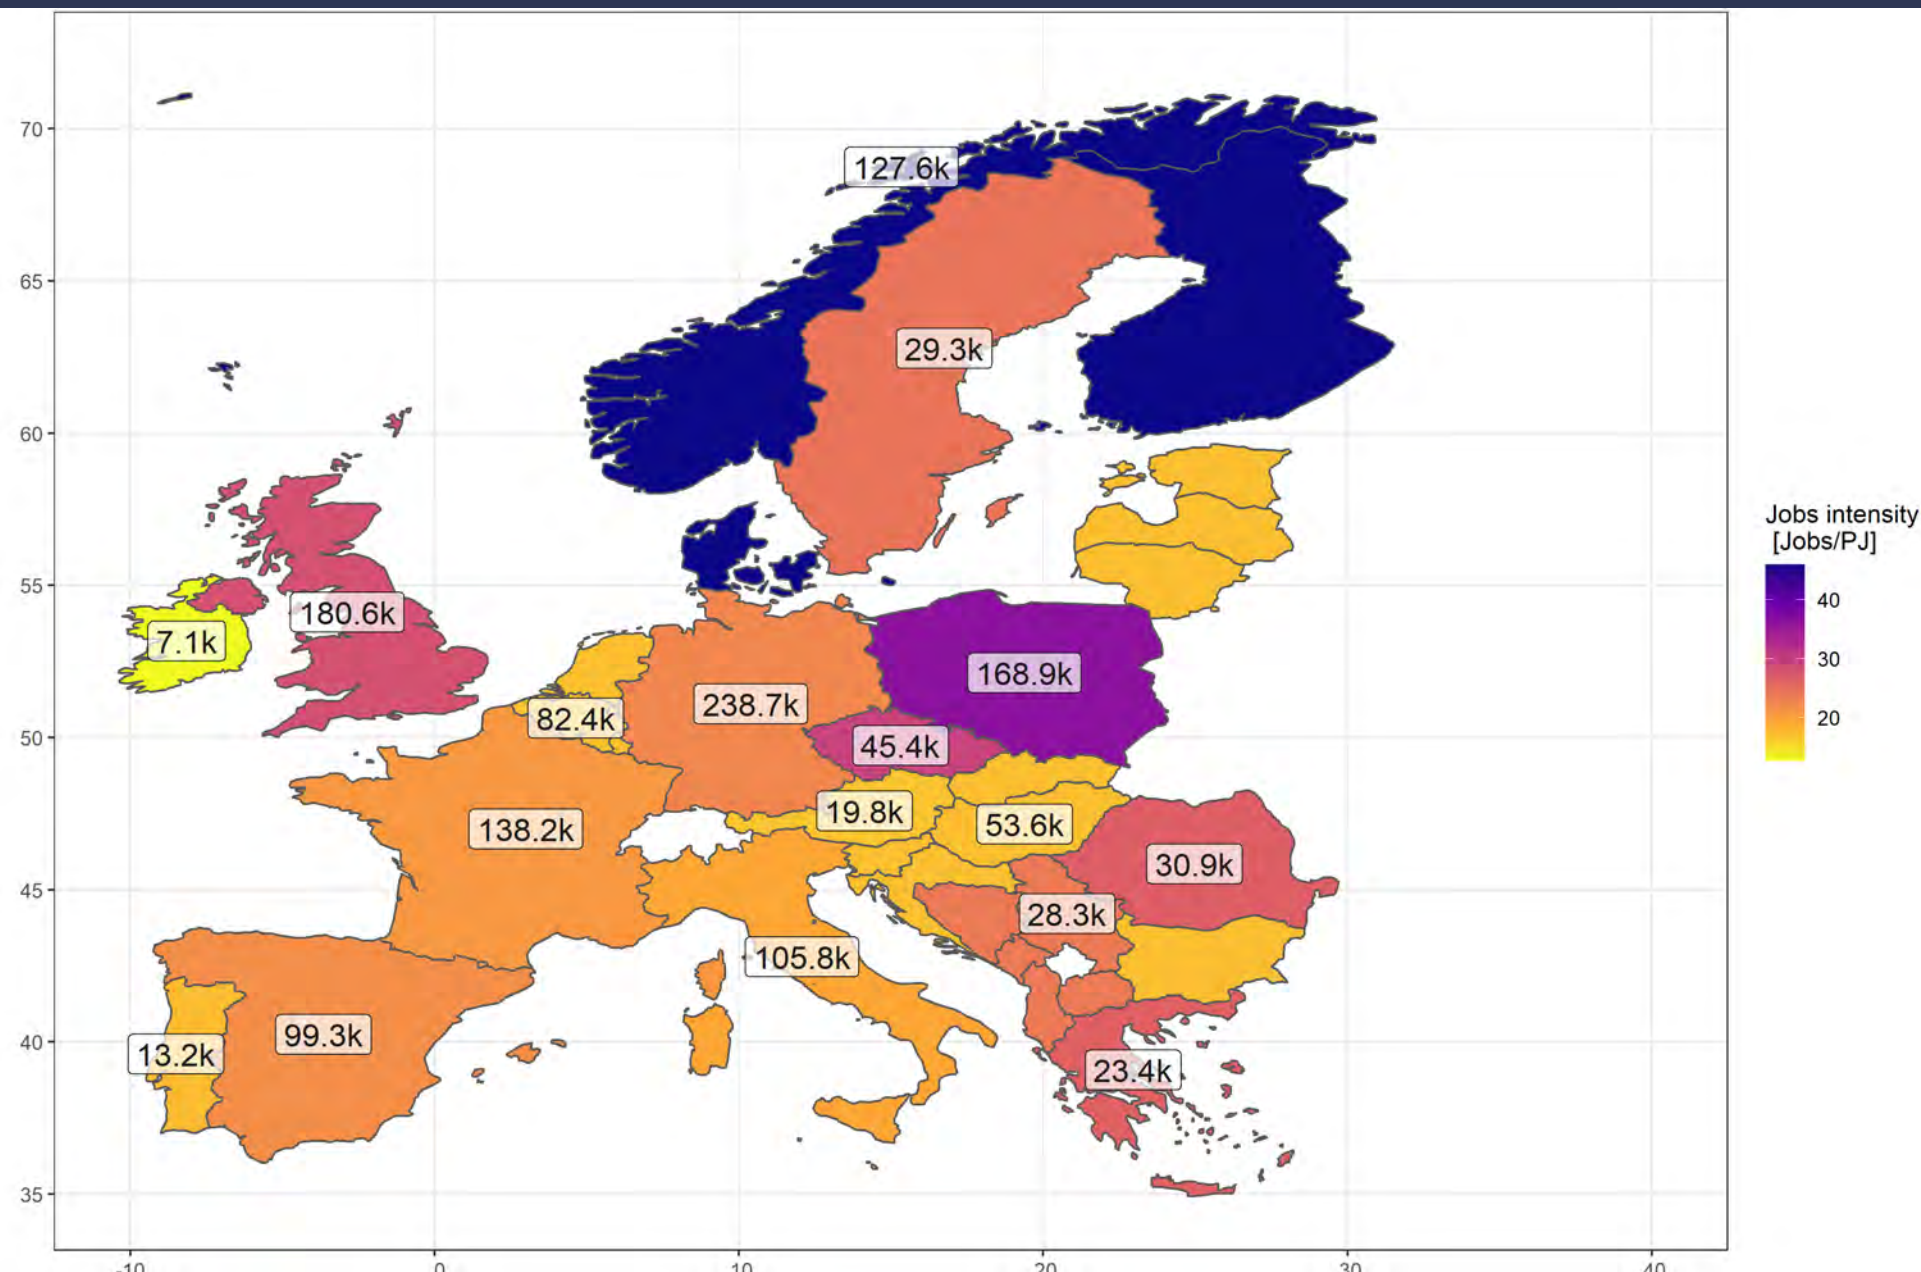 70
65
60
55
50
45
40
35
-10
0
10
20
30
40
127.6k
29.3k
180.6k
7.1k
168.9k
238.7k
82.4k
45.4k
19.8k
53.6k
138.2k
30.9k
28.3k
105.8k
99.3k
13.2k
23.4k
Jobs intensity
[Jobs/PJ]
40
30
20